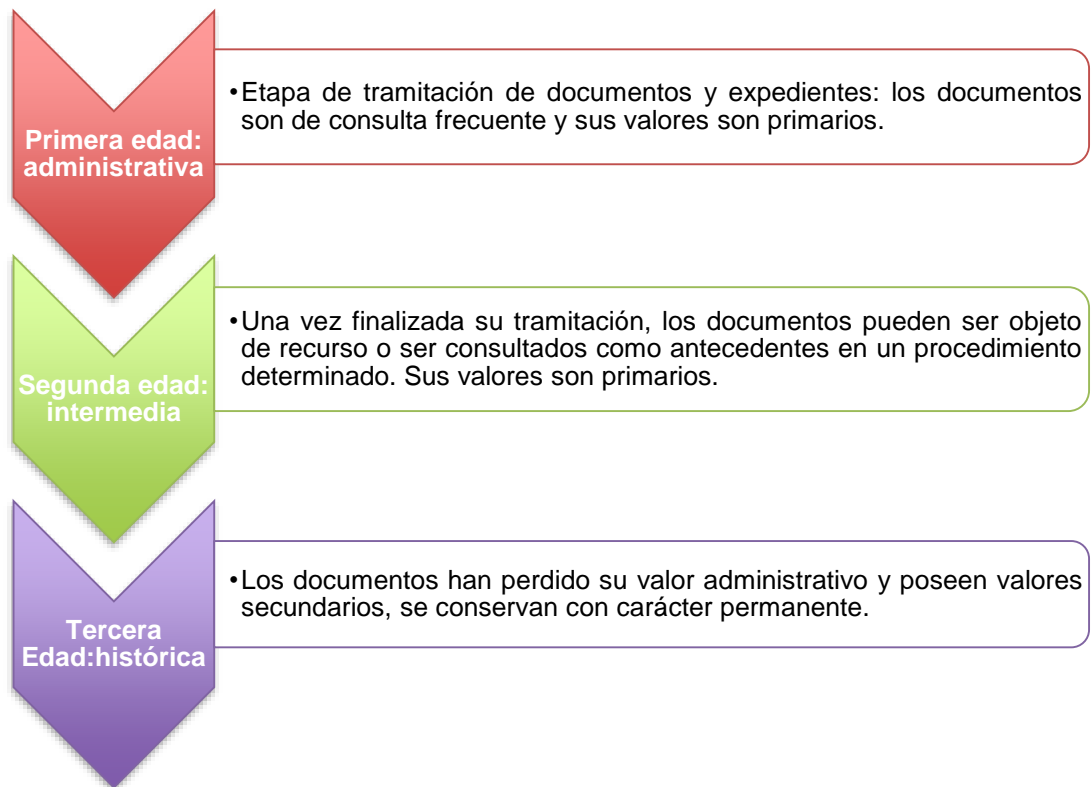 Primera edad:
administrativa
•Etapa de tramitación de documentos y expedientes: los documentos
son de consulta frecuente y sus valores son primarios.
Segunda edad:
intermedia
•Una vez finalizada su tramitación, los documentos pueden ser objeto
de recurso o ser consultados como antecedentes en un procedimiento
determinado. Sus valores son primarios.
Tercera
Edad:histórica
•Los documentos han perdido su valor administrativo y poseen valores
secundarios, se conservan con carácter permanente.